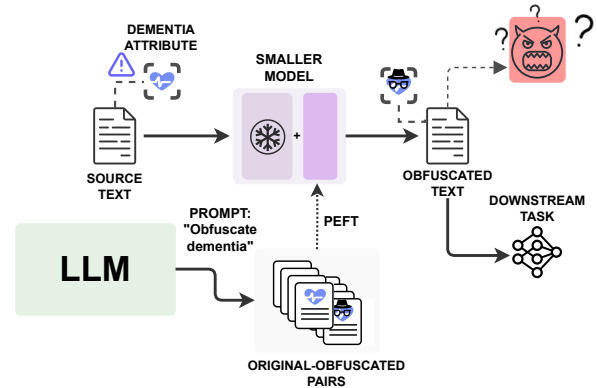 DEMENTIA
ATTRIBUTE
SMALLER
MODEL
?
?
?
+
SOURCE
TEXT
OBFUSCATED
TEXT
PROMPT:
"Obfuscate
dementia"
PEFT
DOWNSTREAM
TASK
LLM
ORIGINAL-OBFUSCATED
PAIRS